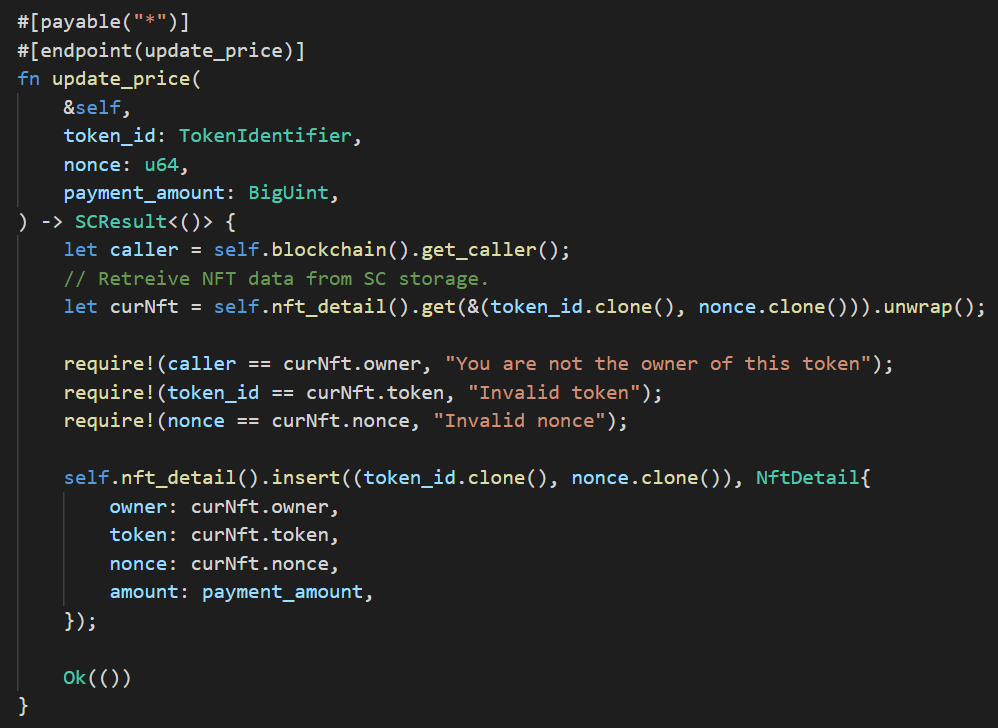 #[payable("*")]
#[endpoint(update_price)]
fn update_price(
    &self,
    token_id: TokenIdentifier,
    nonce: u64,
    payment_amount: BigUint,
) -> SCResult<()> {
    let caller = self.blockchain().get_caller();
    // Retreive NFT data from SC storage.
    let curNft = self.nft_detail().get(&(token_id.clone(), nonce.clone())).unwrap();

    require!(caller == curNft.owner, "You are not the owner of this token");
    require!(token_id == curNft.token, "Invalid token");
    require!(nonce == curNft.nonce, "Invalid nonce");

    self.nft_detail().insert((token_id.clone(), nonce.clone()), NftDetail{
        owner: curNft.owner,
        token: curNft.token,
        nonce: curNft.nonce,
        amount: payment_amount,
    });

    Ok(())
}